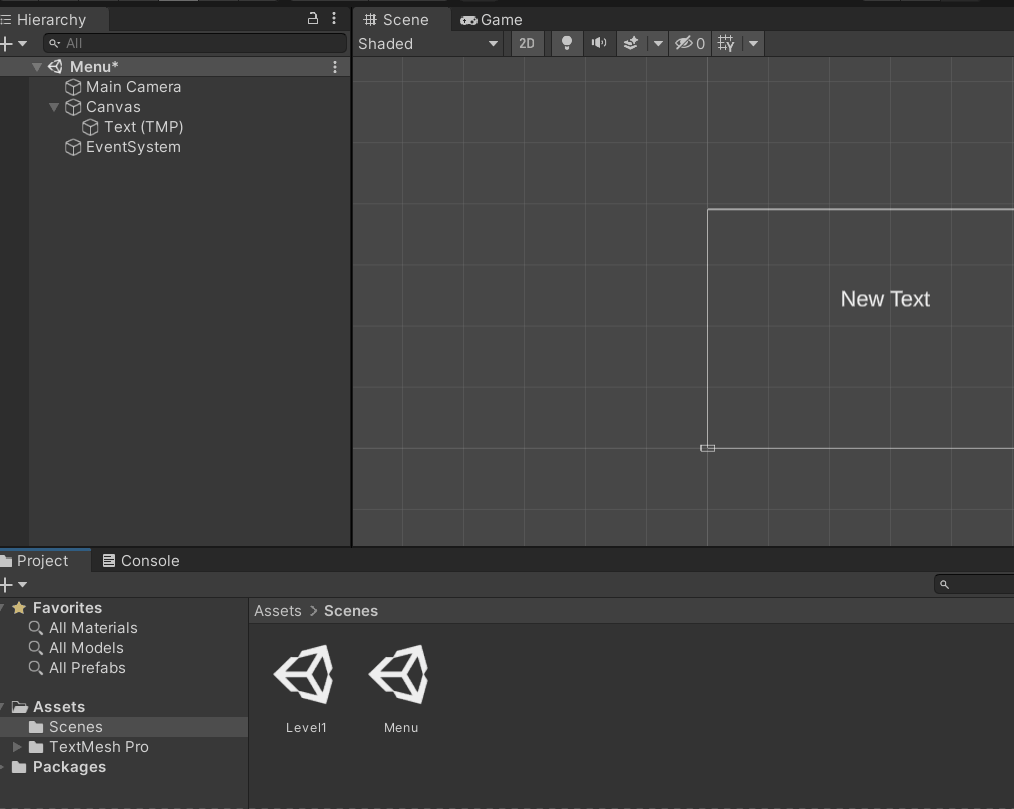 Hierarchy
All
Menu*
Main Camera
Canvas
Text (TMP)
EventSystem
Scene Game
Shaded 2D 0
New Text
Project Console
Favorites
All Materials
All Models
All Prefabs
Assets
Scenes
TextMesh Pro
Packages
Assets > Scenes
Level1 Menu